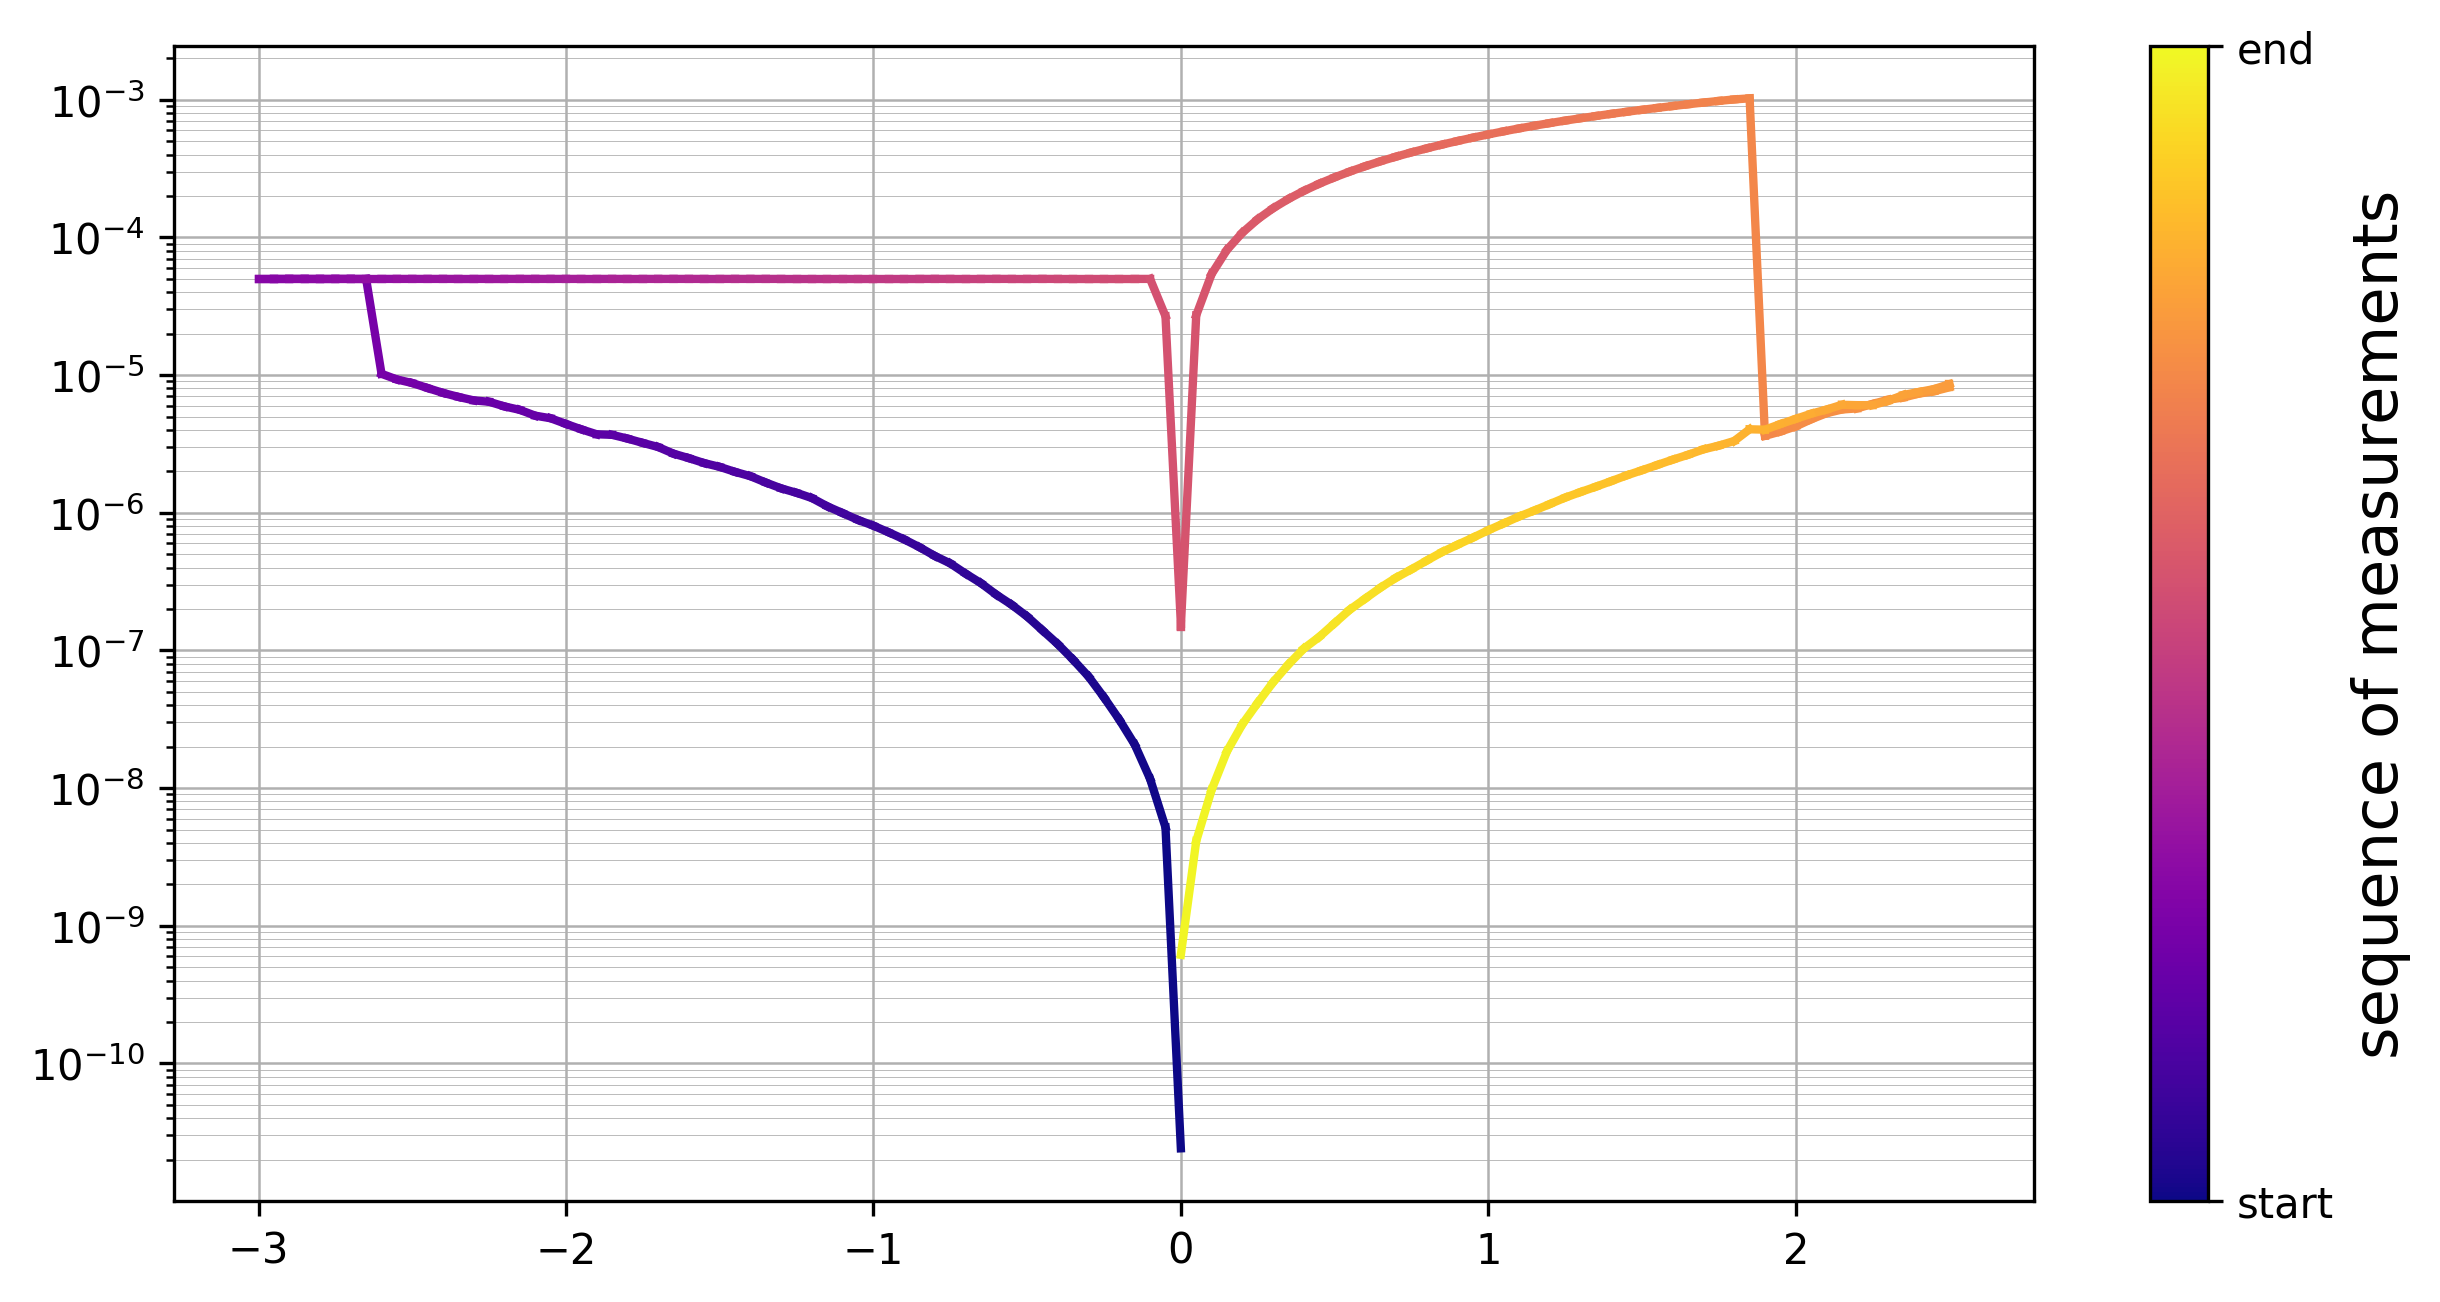 10⁻³
10⁻⁴
10⁻⁵
10⁻⁶
10⁻⁷
10⁻⁸
10⁻⁹
10⁻¹⁰
−3 −2 −1 0 1 2
end
start
sequence of measurements